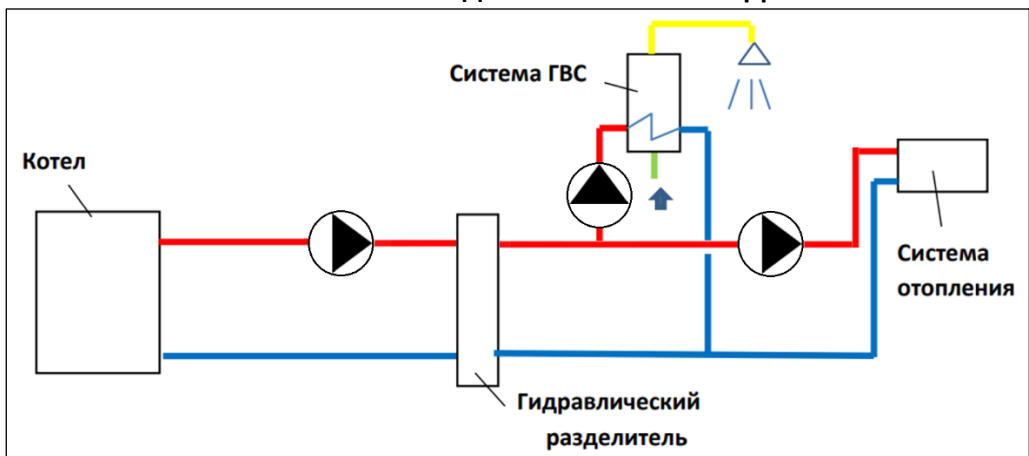 Система ГВС
Котел
Система
отопления
Гидравлический
разделитель